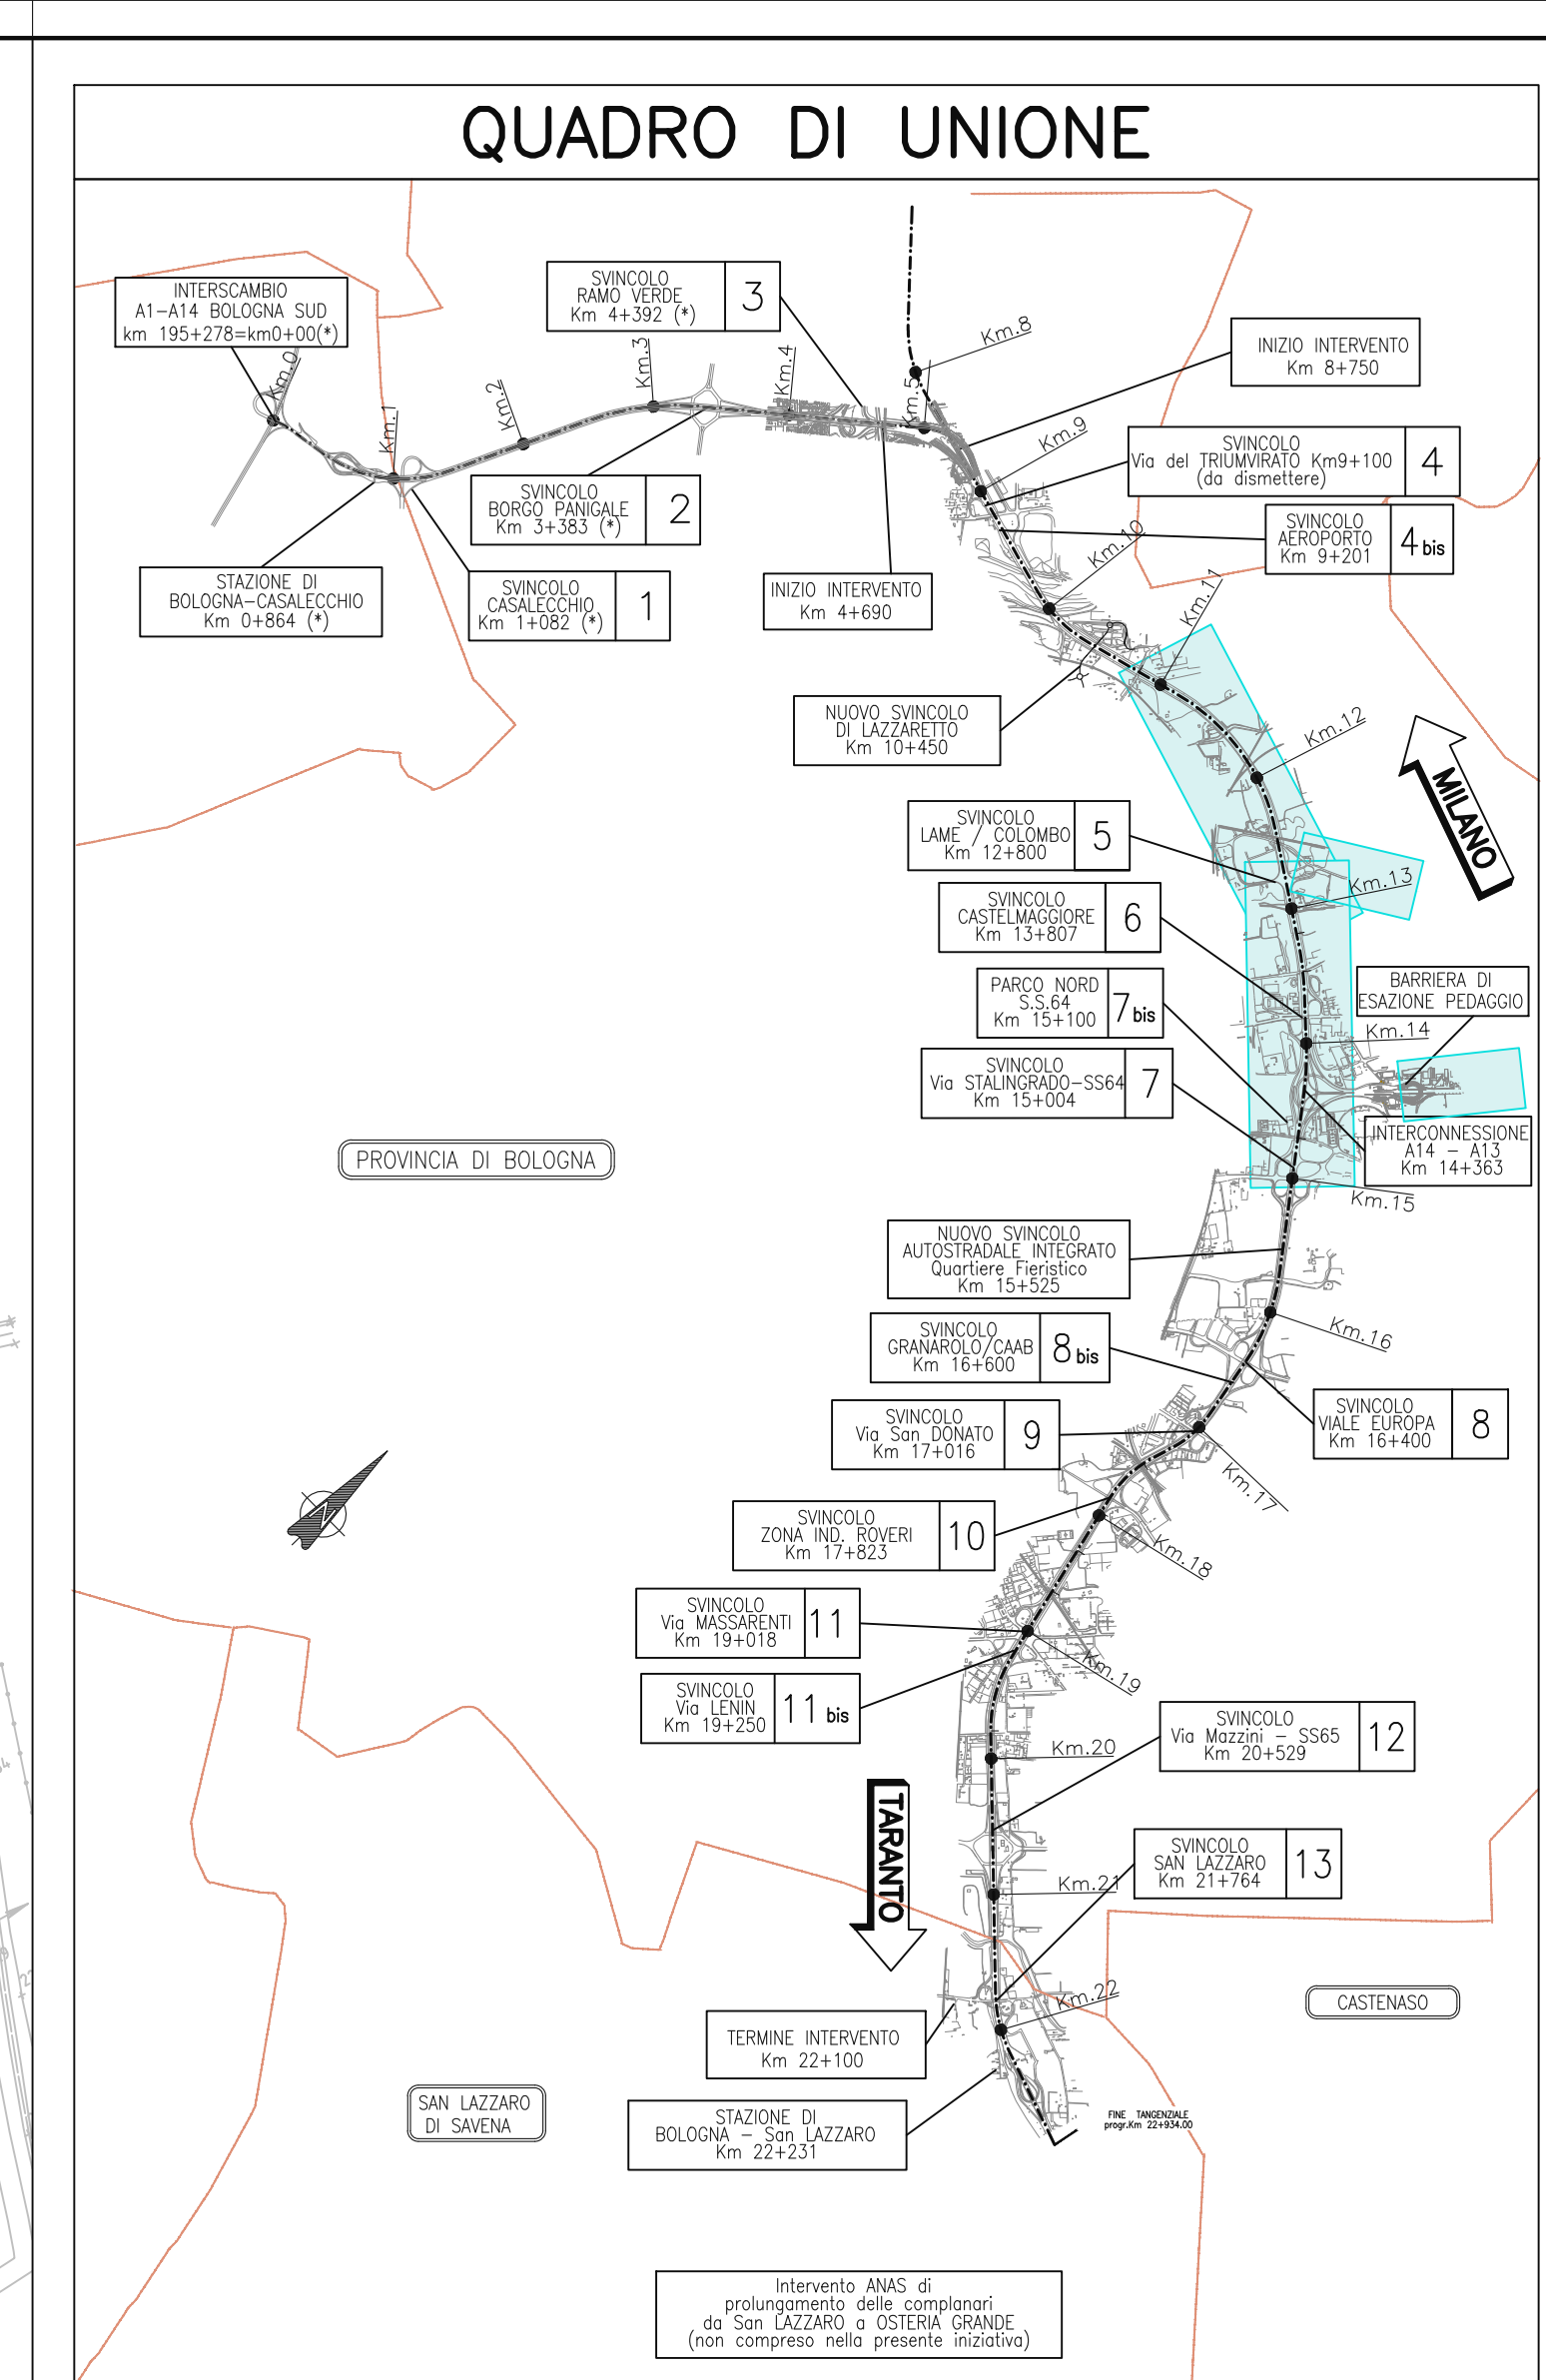 QUADRO DI UNIONE
INTERSCAMBIO
A1-A14 BOLOGNA SUD
km 195+278=km0+00(*)
SVINCOLO
RAMO VERDE
Km 4+392 (*)
3
Km.8
INIZIO INTERVENTO
Km 8+750
Km.0
Km.1
Km.2
Km.3
Km.4
Km.5
Km.9
SVINCOLO
Via del TRIUMVIRATO Km9+100
(da dismettere)
4
SVINCOLO
BORGO PANIGALE
Km 3+383 (*)
2
SVINCOLO
AEROPORTO
Km 9+201
4 bis
Km.10
STAZIONE DI
BOLOGNA-CASALECCHIO
Km 0+864 (*)
SVINCOLO
CASALECCHIO
Km 1+082 (*)
1
INIZIO INTERVENTO
Km 4+690
Km.11
NUOVO SVINCOLO
DI LAZZARETTO
Km 10+450
Km.12
MILANO
SVINCOLO
LAME / COLOMBO
Km 12+800
5
Km.13
SVINCOLO
CASTELMAGGIORE
Km 13+807
6
PARCO NORD
S.S.64
Km 15+100
7 bis
BARRIERA DI
ESAZIONE PEDAGGIO
Km.14
SVINCOLO
Via STALINGRADO-SS64
Km 15+004
7
INTERCONNESSIONE
A14 - A13
Km 14+363
PROVINCIA DI BOLOGNA
Km.15
NUOVO SVINCOLO
AUTOSTRADALE INTEGRATO
Quartiere Fieristico
Km 15+525
Km.16
SVINCOLO
GRANAROLO/CAAB
Km 16+600
8 bis
SVINCOLO
VIALE EUROPA
Km 16+400
8
SVINCOLO
Via San DONATO
Km 17+016
9
Km.17
N
SVINCOLO
ZONA IND. ROVERI
Km 17+823
10
Km.18
SVINCOLO
Via MASSARENTI
Km 19+018
11
Km.19
SVINCOLO
Via LENIN
Km 19+250
11 bis
SVINCOLO
Via Mazzini - SS65
Km 20+529
12
Km.20
TARANTO
SVINCOLO
SAN LAZZARO
Km 21+764
13
Km.21
Km.22
CASTENASO
TERMINE INTERVENTO
Km 22+100
SAN LAZZARO
DI SAVENA
STAZIONE DI
BOLOGNA - San LAZZARO
Km 22+231
FINE TANGENZIALE
progr.Km 22+934.00
Intervento ANAS di
prolungamento delle complanari
da San LAZZARO a OSTERIA GRANDE
(non compreso nella presente iniziativa)